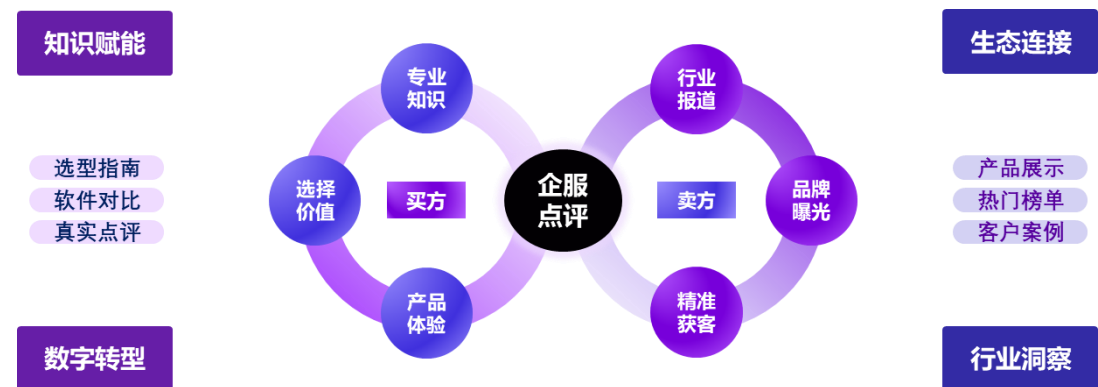 知识赋能
生态连接
专业
知识
行业
报道
选型指南
软件对比
真实点评
选择
价值
买方
企服
点评
卖方
品牌
曝光
产品展示
热门榜单
客户案例
产品
体验
精准
获客
数字转型
行业洞察